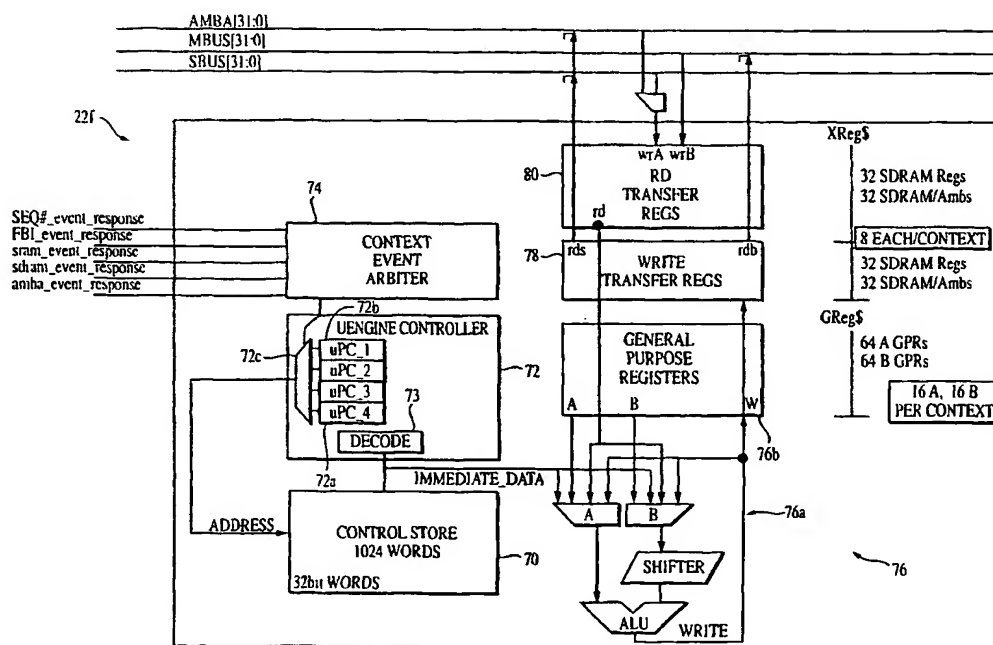 AMBA[31:0]
MBUS[31:0]
SBUS[31:0]
22f
80
wrA wrB
RD
TRANSFER
REGS
rd
XReg$
32 SDRAM Regs
32 SDRAM/Ambs
8 EACH/CONTEXT
32 SDRAM Regs
32 SDRAM/Ambs
SEQ#_event_response
FBI_event_response
sram_event_response
sdram_event_response
amba_event_response
74
CONTEXT
EVENT
ARBITER
78
rds
rdb
WRITE
TRANSFER REGS
72b
UENGINE CONTROLLER
72c
uPC_1
uPC_2
uPC_3
uPC_4
72
73
DECODE
72a
GENERAL
PURPOSE
REGISTERS
A
B
W
76b
GReg$
64 A GPRs
64 B GPRs
16 A, 16 B
PER CONTEXT
IMMEDIATE_DATA
ADDRESS
CONTROL STORE
1024 WORDS
32bit WORDS
70
A
B
76a
SHIFTER
76
ALU
WRITE